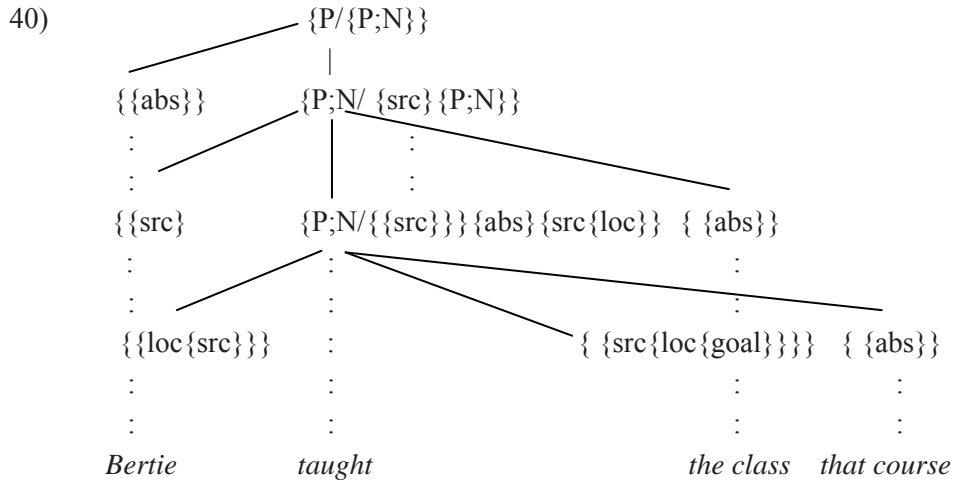 40) {P/{P;N}}
{{abs}} {P;N/ {src}{P;N}}
{{src} {P;N/{{src}}}{abs}{src{loc}} { {abs}}
{{loc{src}}} { {src{loc{goal}}}} { {abs}}
Bertie taught the class that course